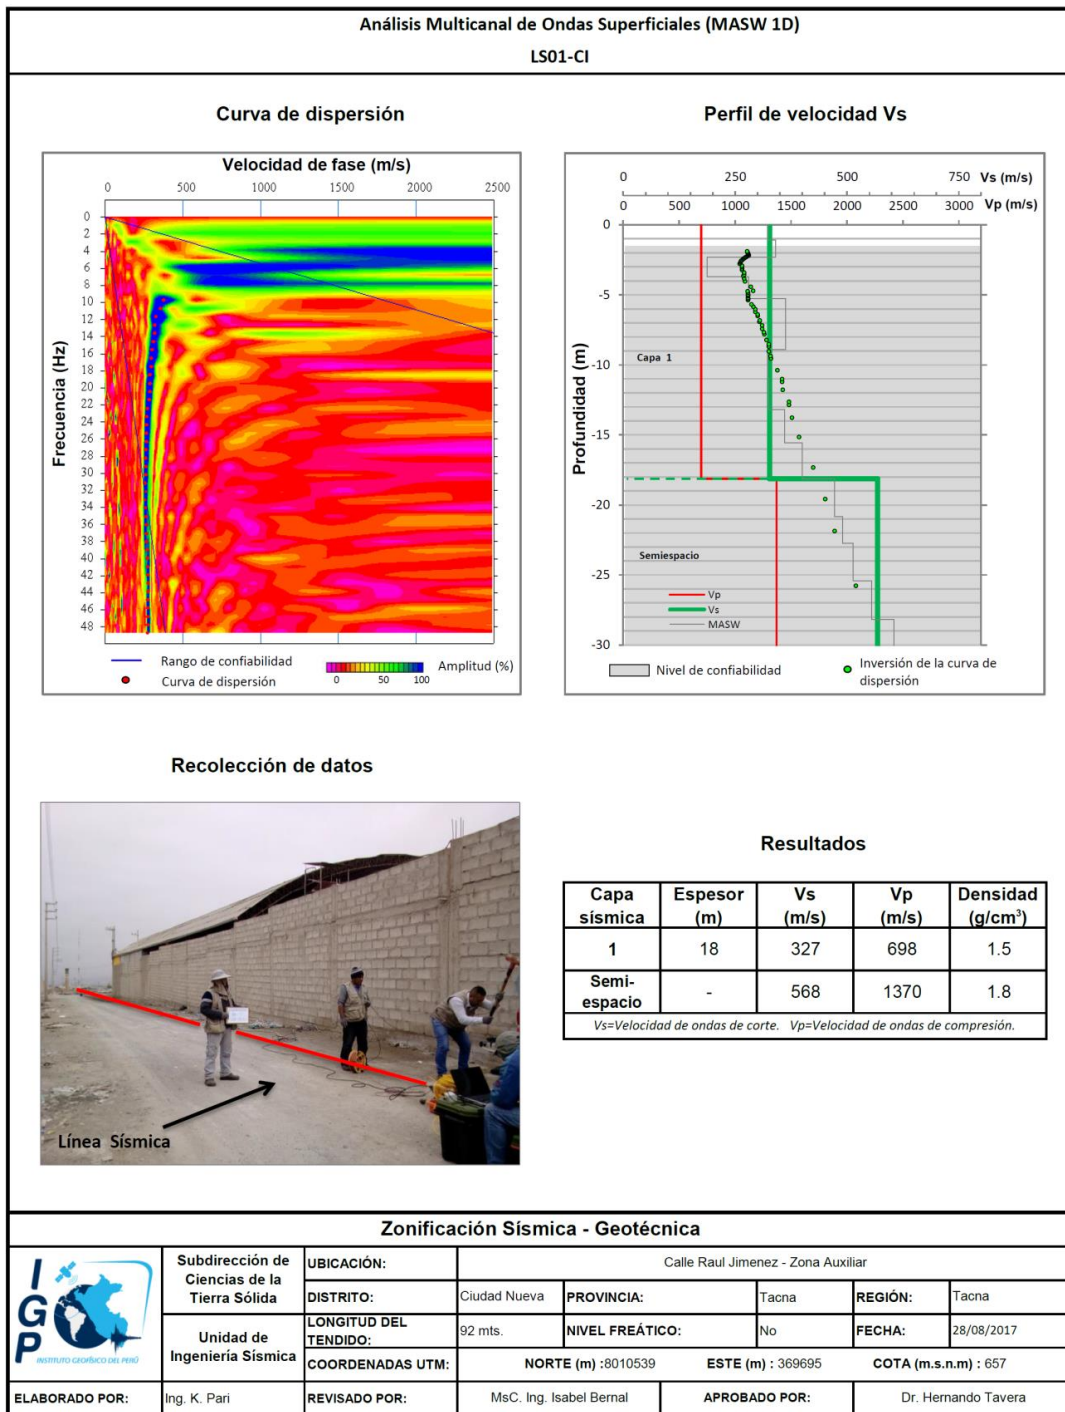 Análisis Multicanal de Ondas Superficiales (MASW 1D)
LS01-CI
Curva de dispersión
Velocidad de fase (m/s)
0 500 1000 1500 2000 2500
Frecuencia (Hz)
0
2
4
6
8
10
12
14
16
18
20
22
24
26
28
30
32
34
36
38
40
42
44
46
48
Rango de confiabilidad
Curva de dispersión
0 50 100
Amplitud (%)
Perfil de velocidad Vs
0 250 500 750 Vs (m/s)
0 500 1000 1500 2000 2500 3000 Vp (m/s)
Profundidad (m)
0
-5
-10
-15
-20
-25
-30
Capa 1
Semiespacio
Vp
Vs
MASW
Nivel de confiabilidad
Inversión de la curva de
dispersión
Recolección de datos
Línea Sísmica
Resultados
Capa sísmica Espesor (m) Vs (m/s) Vp (m/s) Densidad (g/cm³)
1 18 327 698 1.5
Semi-espacio - 568 1370 1.8
Vs=Velocidad de ondas de corte. Vp=Velocidad de ondas de compresión.
Zonificación Sísmica - Geotécnica
IGP
INSTITUTO GEOFÍSICO DEL PERÚ
Subdirección de
Ciencias de la
Tierra Sólida
Unidad de
Ingeniería Sísmica
UBICACIÓN: Calle Raul Jimenez - Zona Auxiliar
DISTRITO: Ciudad Nueva PROVINCIA: Tacna REGIÓN: Tacna
LONGITUD DEL TENDIDO: 92 mts. NIVEL FREÁTICO: No FECHA: 28/08/2017
COORDENADAS UTM: NORTE (m) :8010539 ESTE (m) : 369695 COTA (m.s.n.m) : 657
ELABORADO POR: Ing. K. Pari REVISADO POR: MsC. Ing. Isabel Bernal APROBADO POR: Dr. Hernando Tavera